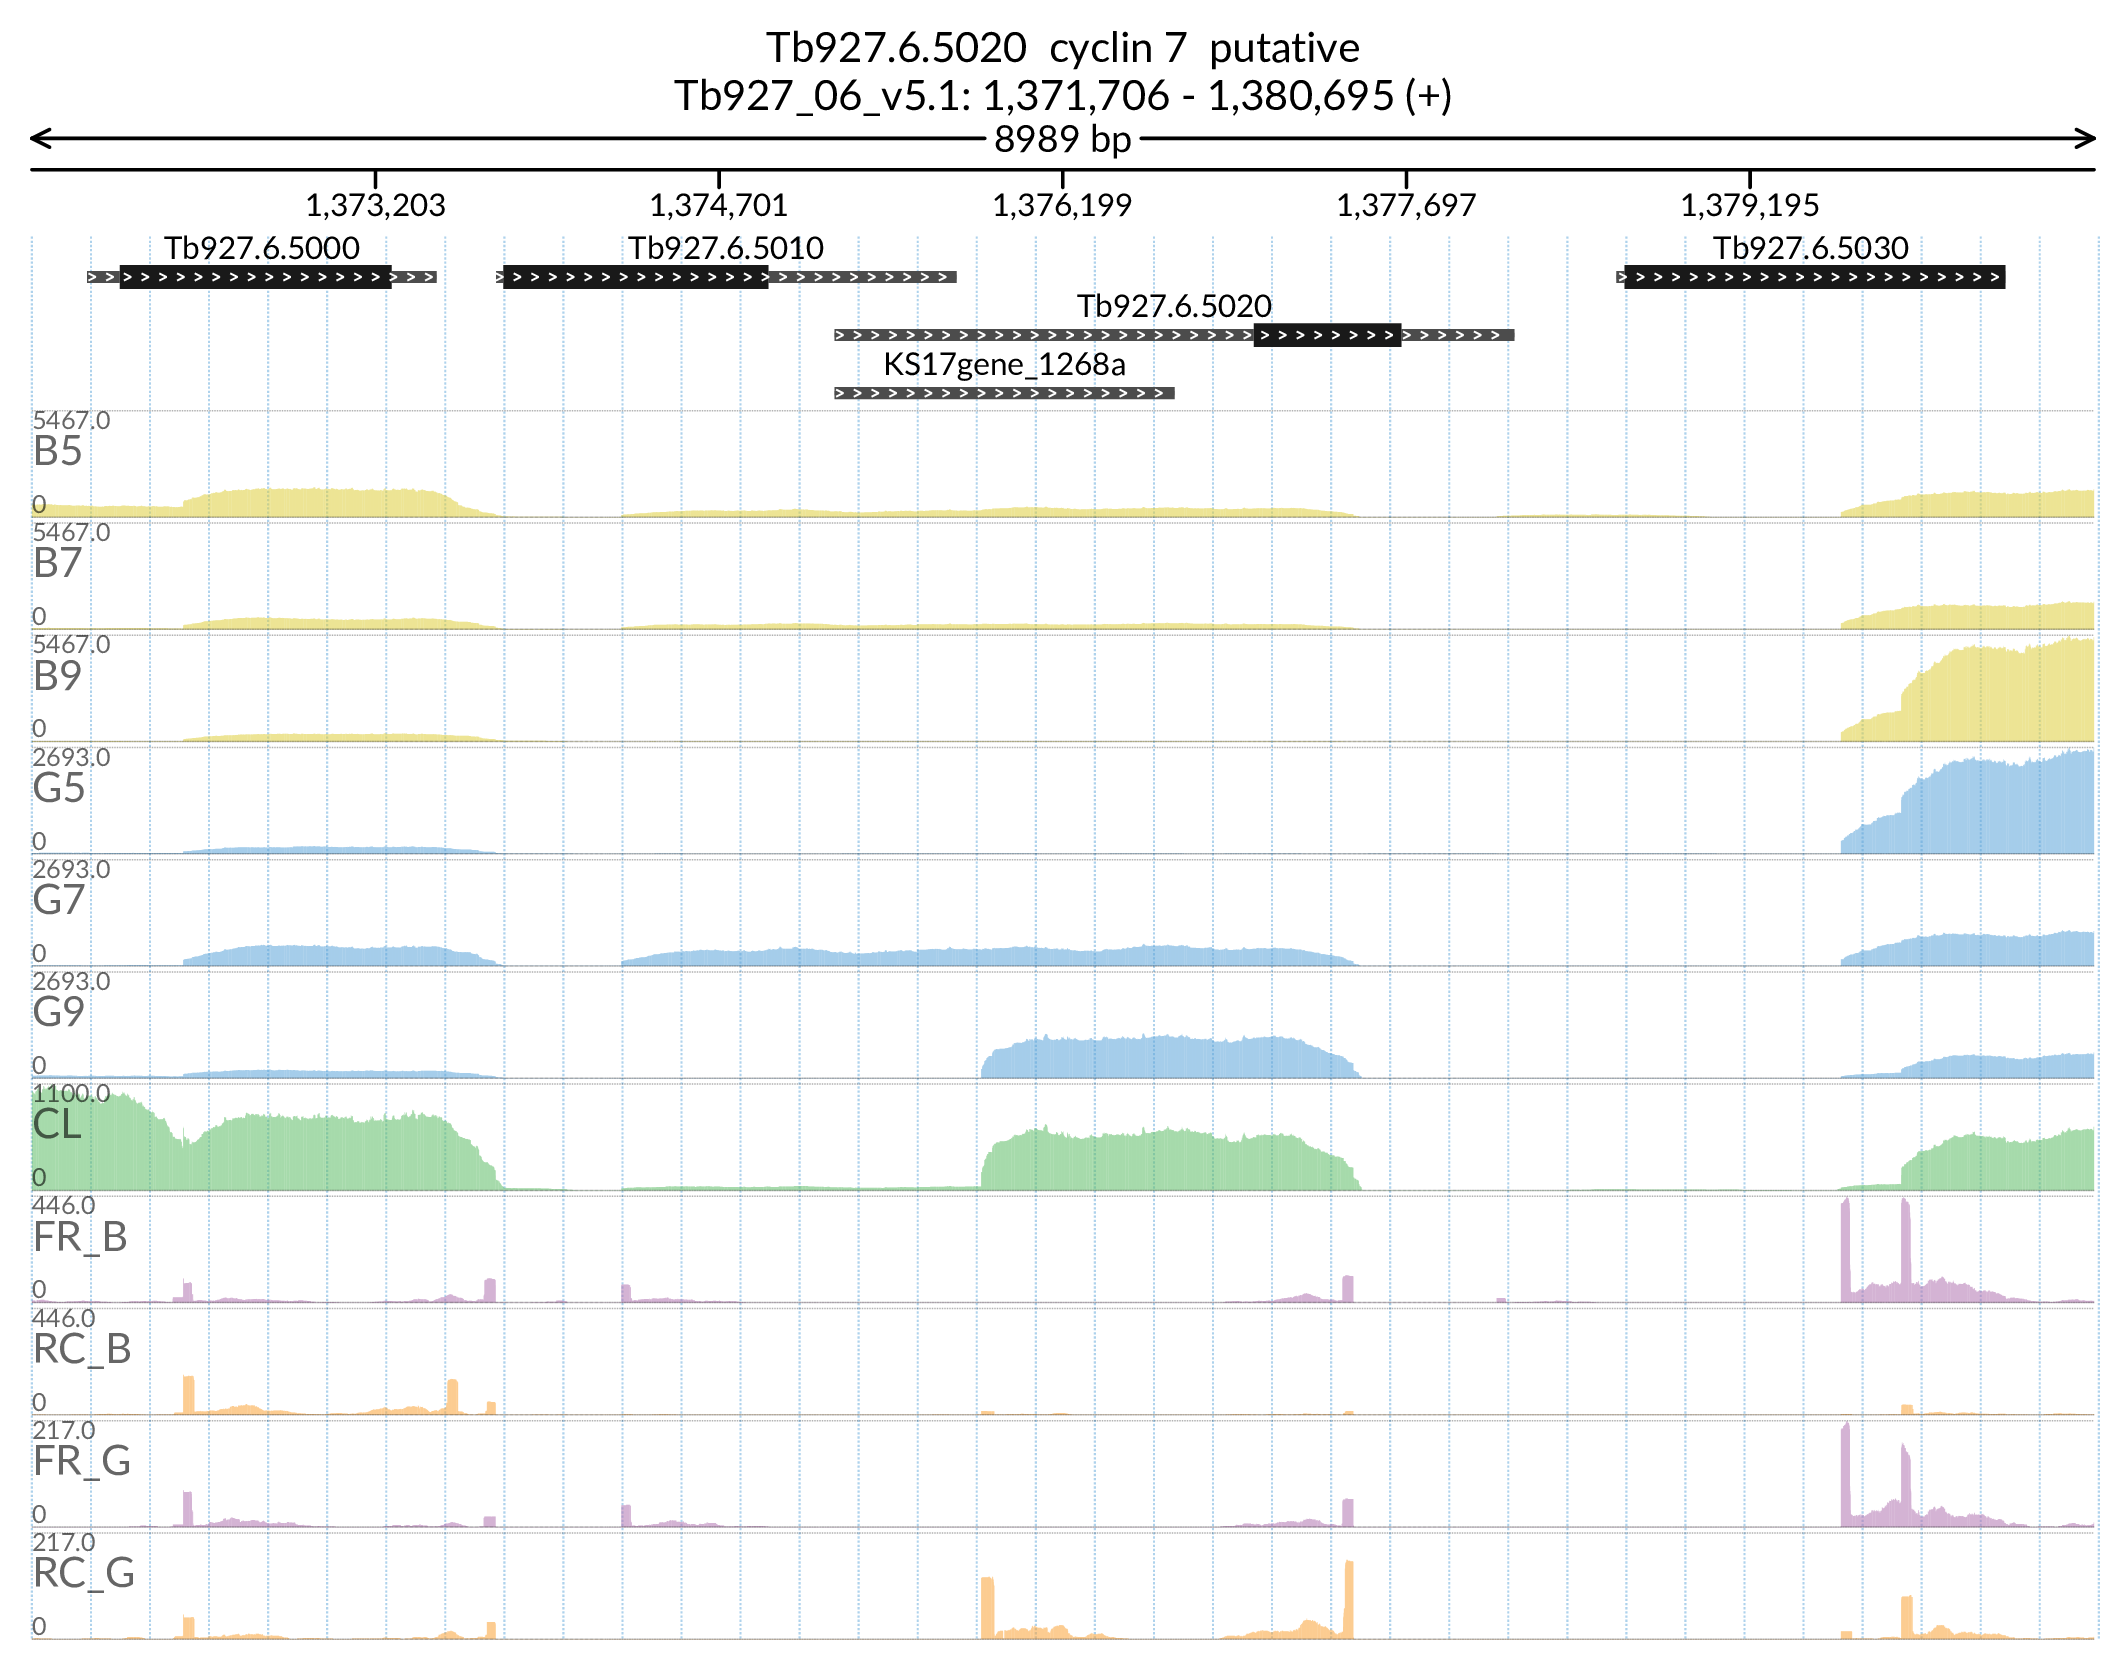 Tb927.6.5020  cyclin 7  putative
Tb927_06_v5.1: 1,371,706 - 1,380,695 (+)
8989 bp
1,373,203 1,374,701 1,376,199 1,377,697 1,379,195
Tb927.6.5000 Tb927.6.5010 Tb927.6.5030
Tb927.6.5020
KS17gene_1268a
5467.0
B5
0
5467.0
B7
0
5467.0
B9
0
2693.0
G5
0
2693.0
G7
0
2693.0
G9
0
1100.0
CL
0
446.0
FR_B
0
446.0
RC_B
0
217.0
FR_G
0
217.0
RC_G
0